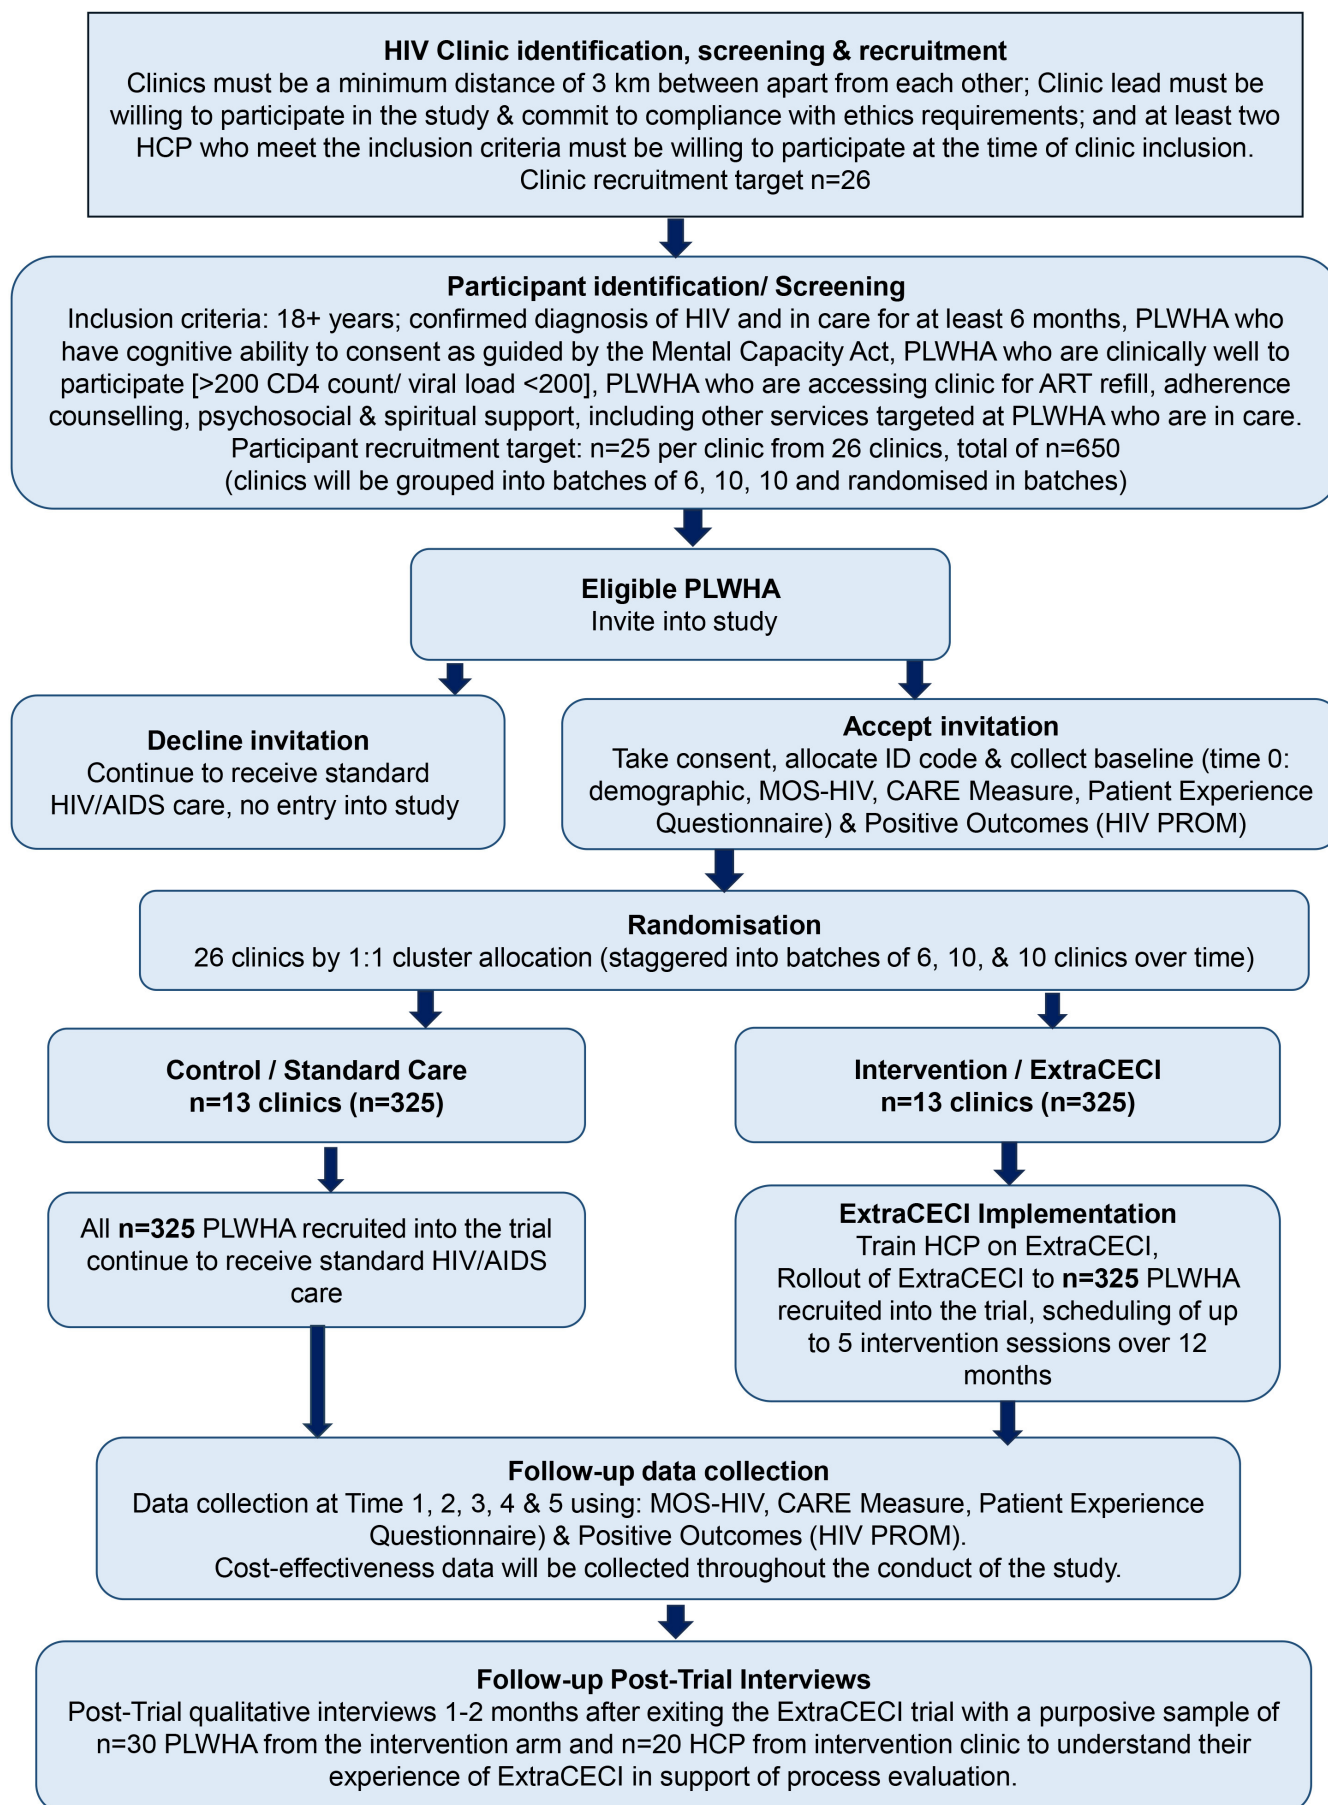 HIV Clinic identification, screening & recruitment
Clinics must be a minimum distance of 3 km between apart from each other; Clinic lead must be
willing to participate in the study & commit to compliance with ethics requirements; and at least two
HCP who meet the inclusion criteria must be willing to participate at the time of clinic inclusion.
Clinic recruitment target n=26
Participant identification/ Screening
Inclusion criteria: 18+ years; confirmed diagnosis of HIV and in care for at least 6 months, PLWHA who
have cognitive ability to consent as guided by the Mental Capacity Act, PLWHA who are clinically well to
participate [>200 CD4 count/ viral load <200], PLWHA who are accessing clinic for ART refill, adherence
counselling, psychosocial & spiritual support, including other services targeted at PLWHA who are in care.
Participant recruitment target: n=25 per clinic from 26 clinics, total of n=650
(clinics will be grouped into batches of 6, 10, 10 and randomised in batches)
Eligible PLWHA
Invite into study
Decline invitation
Continue to receive standard
HIV/AIDS care, no entry into study
Accept invitation
Take consent, allocate ID code & collect baseline (time 0:
demographic, MOS-HIV, CARE Measure, Patient Experience
Questionnaire) & Positive Outcomes (HIV PROM)
Randomisation
26 clinics by 1:1 cluster allocation (staggered into batches of 6, 10, & 10 clinics over time)
Control / Standard Care
n=13 clinics (n=325)
Intervention / ExtraCECI
n=13 clinics (n=325)
All n=325 PLWHA recruited into the trial
continue to receive standard HIV/AIDS
care
ExtraCECI Implementation
Train HCP on ExtraCECI,
Rollout of ExtraCECI to n=325 PLWHA
recruited into the trial, scheduling of up
to 5 intervention sessions over 12
months
Follow-up data collection
Data collection at Time 1, 2, 3, 4 & 5 using: MOS-HIV, CARE Measure, Patient Experience
Questionnaire) & Positive Outcomes (HIV PROM).
Cost-effectiveness data will be collected throughout the conduct of the study.
Follow-up Post-Trial Interviews
Post-Trial qualitative interviews 1-2 months after exiting the ExtraCECI trial with a purposive sample of
n=30 PLWHA from the intervention arm and n=20 HCP from intervention clinic to understand their
experience of ExtraCECI in support of process evaluation.